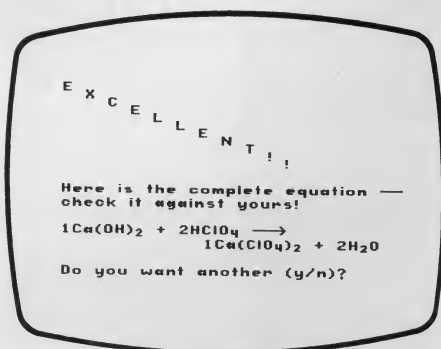 EXCELLENT!!
Here is the complete equation —
check it against yours!
1Ca(OH)₂ + 2HClO₄ ⟶
1Ca(ClO₄)₂ + 2H₂O
Do you want another (y/n)?